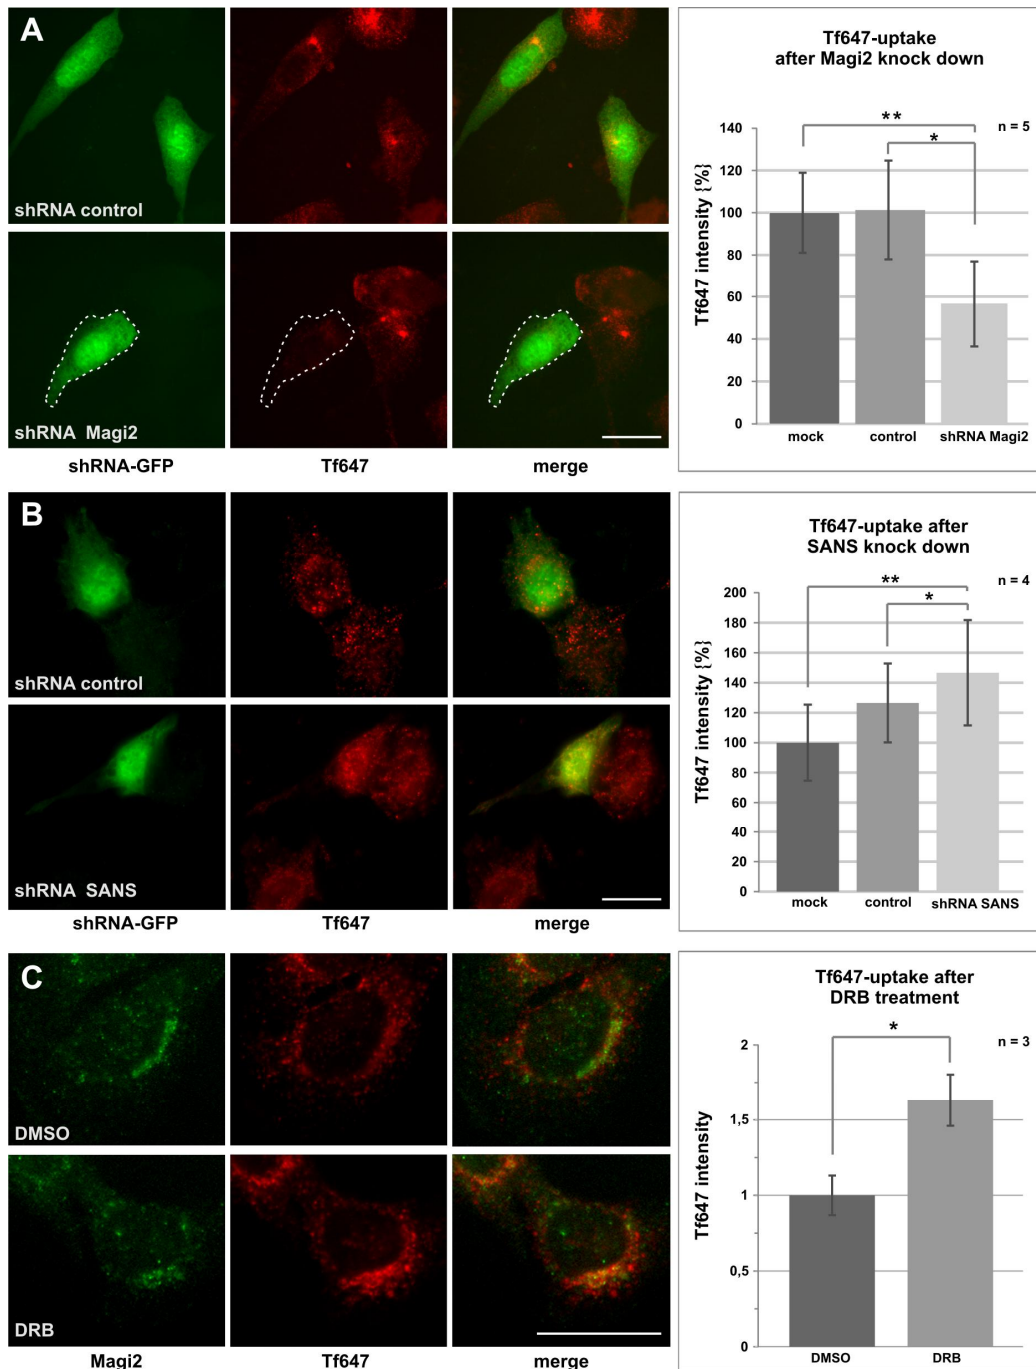 A
shRNA control
shRNA Magi2
shRNA-GFP
Tf647
merge
Tf647-uptake
after Magi2 knock down
n = 5
**
*
Tf647 intensity {%}
140
120
100
80
60
40
20
0
mock
control
shRNA Magi2
B
shRNA control
shRNA SANS
shRNA-GFP
Tf647
merge
Tf647-uptake after
SANS knock down
n = 4
**
*
Tf647 intensity {%}
200
180
160
140
120
100
80
60
40
20
0
mock
control
shRNA SANS
C
DMSO
DRB
Magi2
Tf647
merge
Tf647-uptake after
DRB treatment
n = 3
*
Tf647 intensity
2
1,5
1
0,5
0
DMSO
DRB